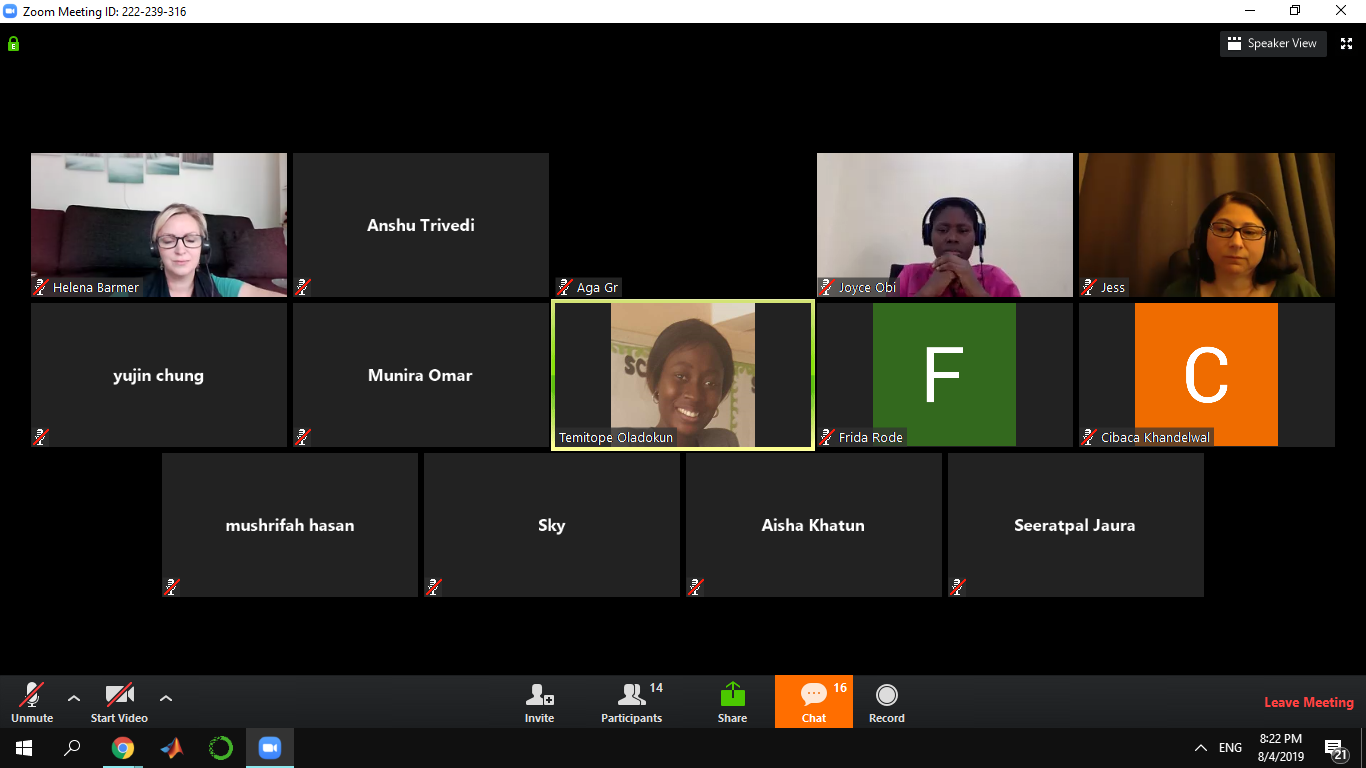 Zoom Meeting ID: 222-239-316
E
Speaker View
Helena Barmer
Anshu Trivedi
Aga Gr
Joyce Obi
Jess
yujin chung
Munira Omar
SC
Temitope Oladokun
F
Frida Rode
C
Cibaca Khandelwal
mushrifah hasan
Sky
Aisha Khatun
Seeratpal Jaura
Unmute
Start Video
Invite
14
Participants
Share
16
Chat
Record
Leave Meeting
ENG
8:22 PM
8/4/2019
21